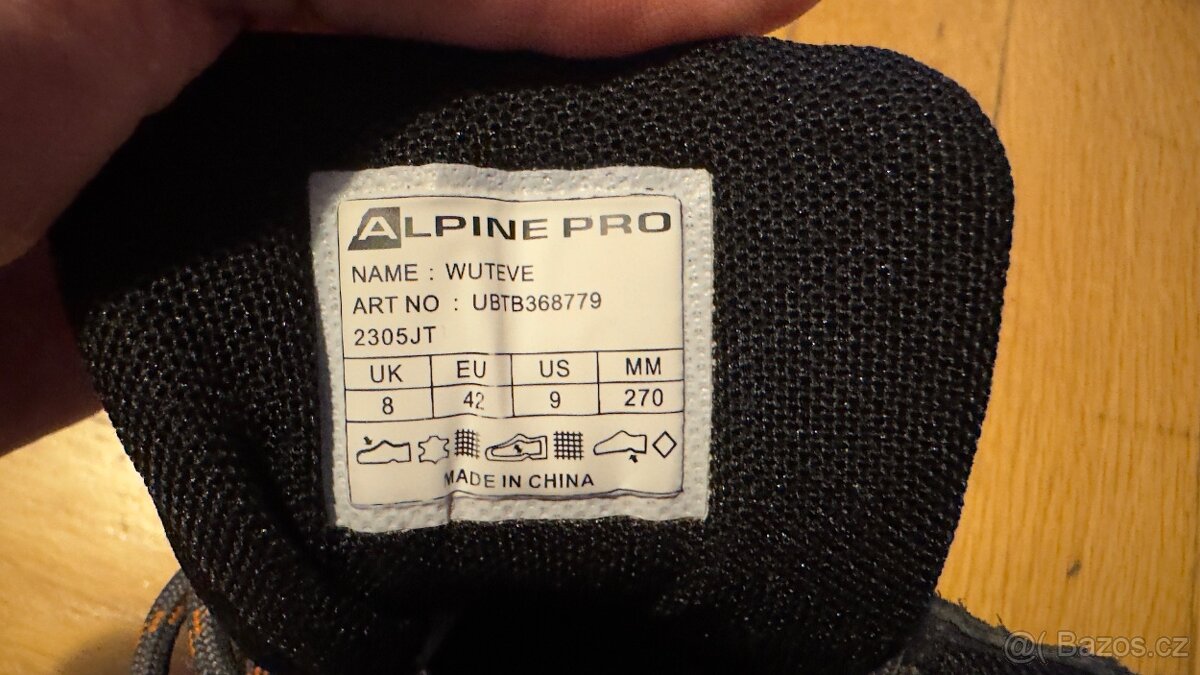 ALPINE PRO
NAME : WUTEVE
ART NO : UBTB368779
2305JT
UK EU US MM
8 42 9 270
MADE IN CHINA
@( Bazos.cz